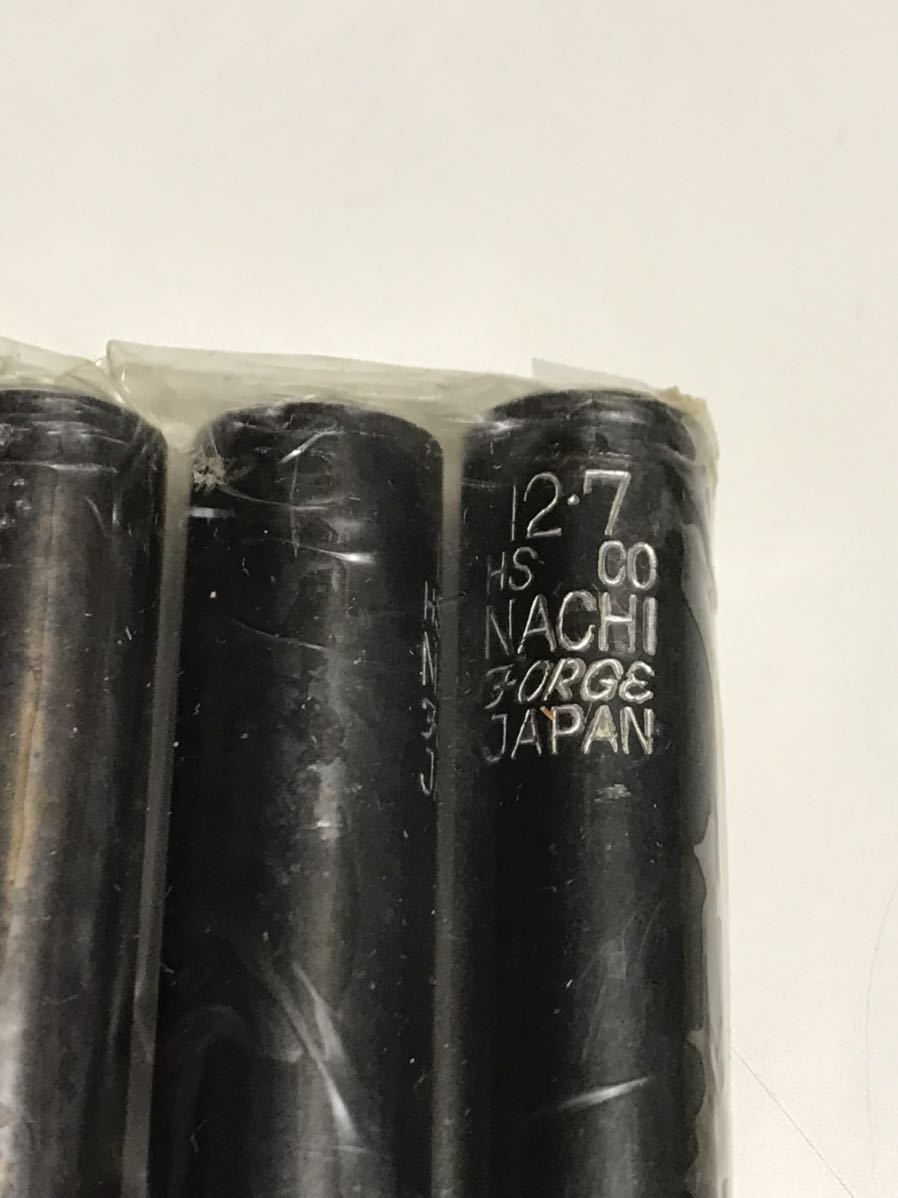 12.7
HS CO
NACHI
FORGE
JAPAN